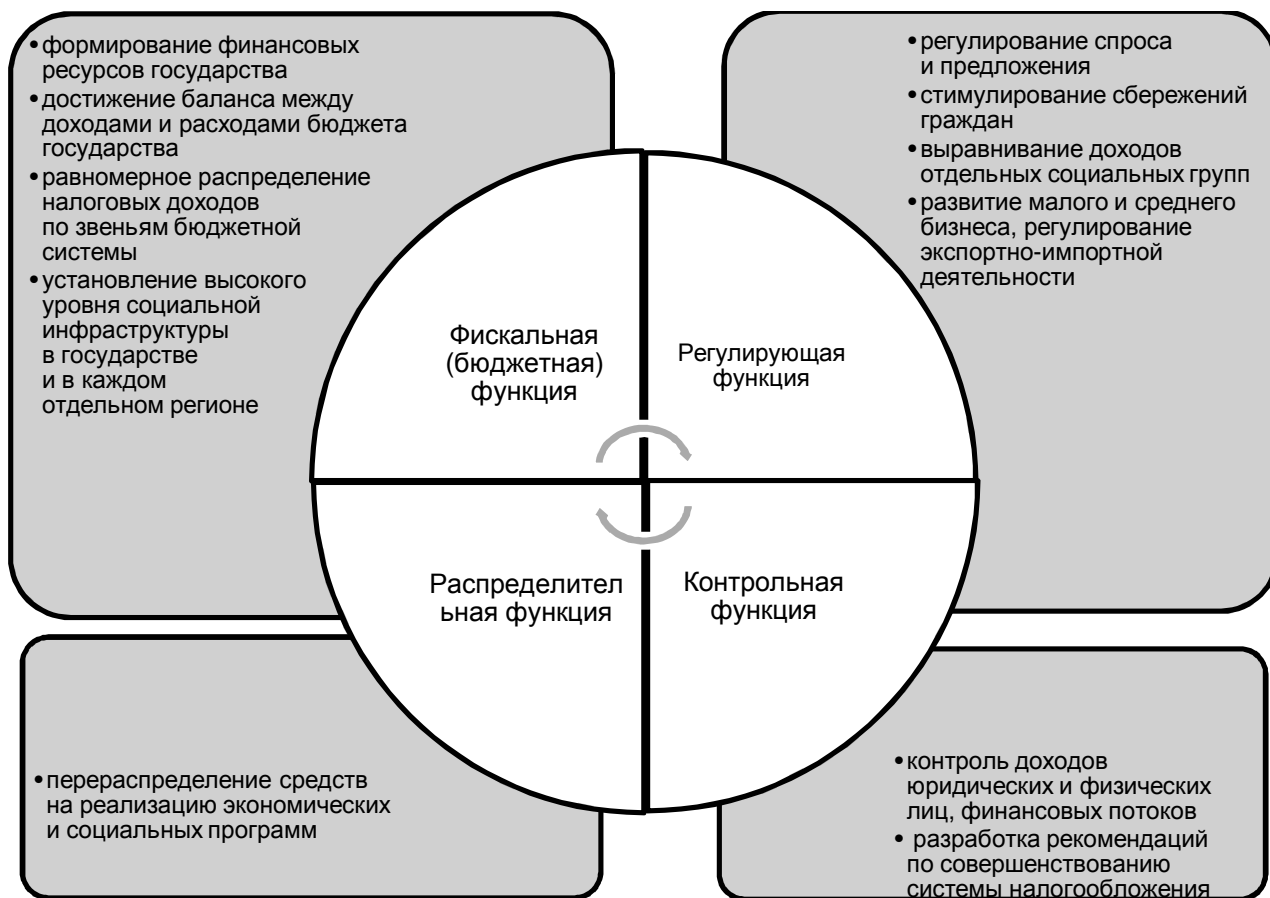 •формирование финансовых
ресурсов государства
•достижение баланса между
доходами и расходами бюджета
государства
•равномерное распределение
налоговых доходов
по звеньям бюджетной
системы
•установление высокого
уровня социальной
инфраструктуры
в государстве
и в каждом
отдельном регионе
•регулирование спроса
и предложения
•стимулирование сбережений
граждан
•выравнивание доходов
отдельных социальных групп
•развитие малого и среднего
бизнеса, регулирование
экспортно-импортной
деятельности
Фискальная
(бюджетная)
функция
Регулирующая
функция
Распределител
ьная функция
Контрольная
функция
•перераспределение средств
на реализацию экономических
и социальных программ
•контроль доходов
юридических и физических
лиц, финансовых потоков
• разработка рекомендаций
по совершенствованию
системы налогообложения